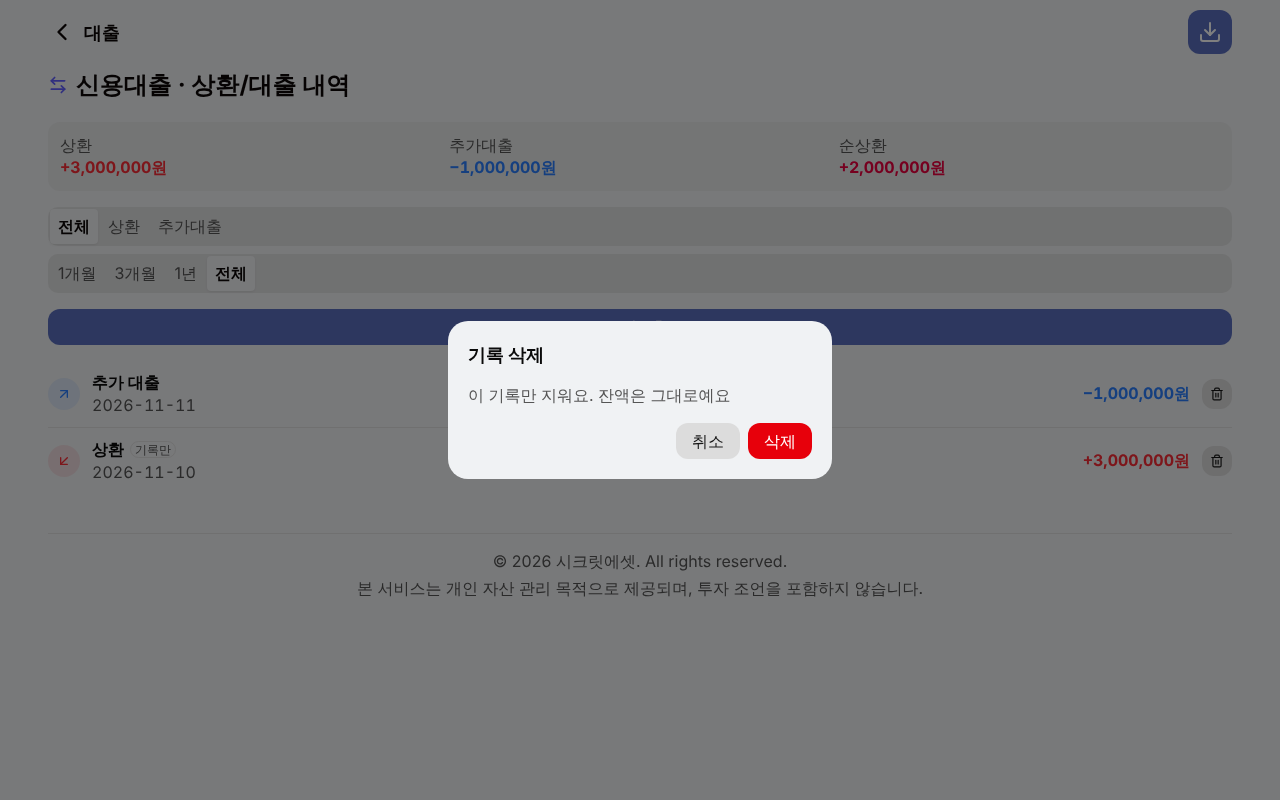 대출
신용대출 · 상환/대출 내역
상환
+3,000,000원
추가대출
−1,000,000원
순상환
+2,000,000원
전체 상환 추가대출
1개월 3개월 1년 전체
기록 삭제
이 기록만 지워요. 잔액은 그대로예요
취소 삭제
추가 대출
2026-11-11
−1,000,000원
상환 기록만
2026-11-10
+3,000,000원
© 2026 시크릿에셋. All rights reserved.
본 서비스는 개인 자산 관리 목적으로 제공되며, 투자 조언을 포함하지 않습니다.